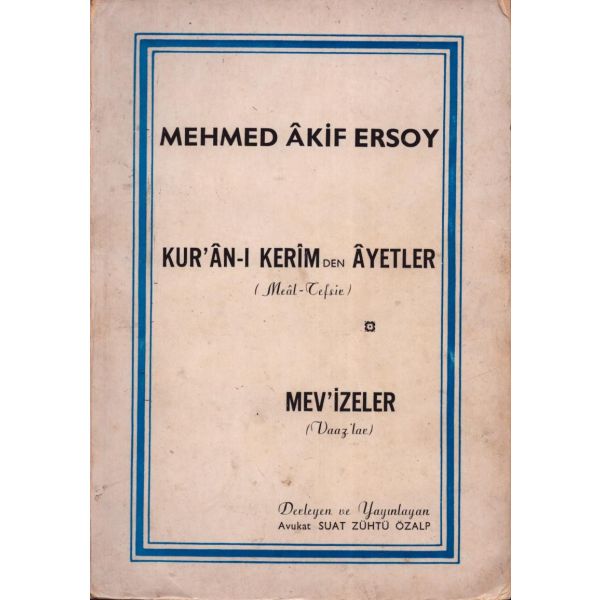 MEHMED ÂKİF ERSOY
KUR'ÂN-I KERÎMDEN ÂYETLER
(Meâl-Tefsir)
MEV'İZELER
(Vaaz'lar)
Derleyen ve Yayınlayan
Avukat SUAT ZÜHTÜ ÖZALP